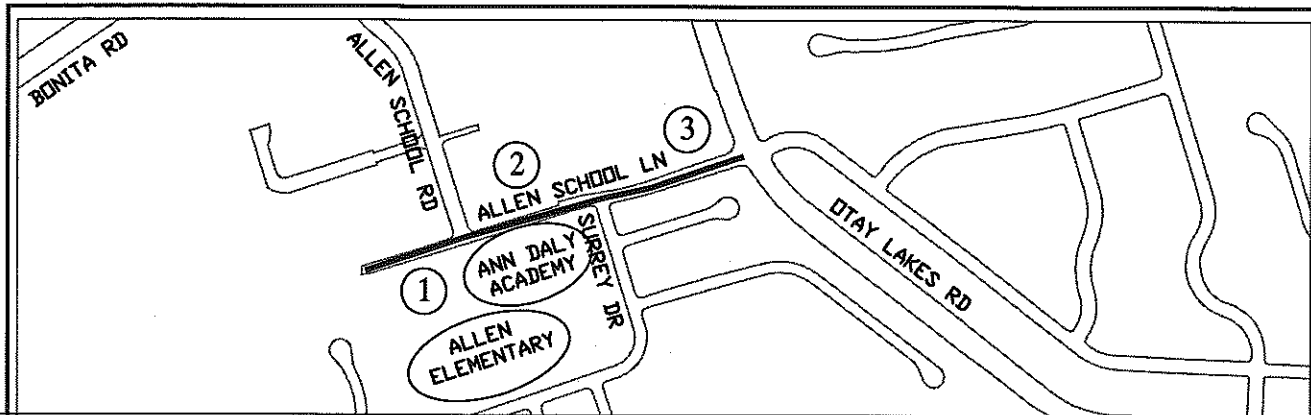 BONITA RD
ALLEN SCHOOL RD
3
2
ALLEN SCHOOL LN
ANN DALY
ACADEMY
SURREY DR
OTAY LAKES RD
1
ALLEN
ELEMENTARY